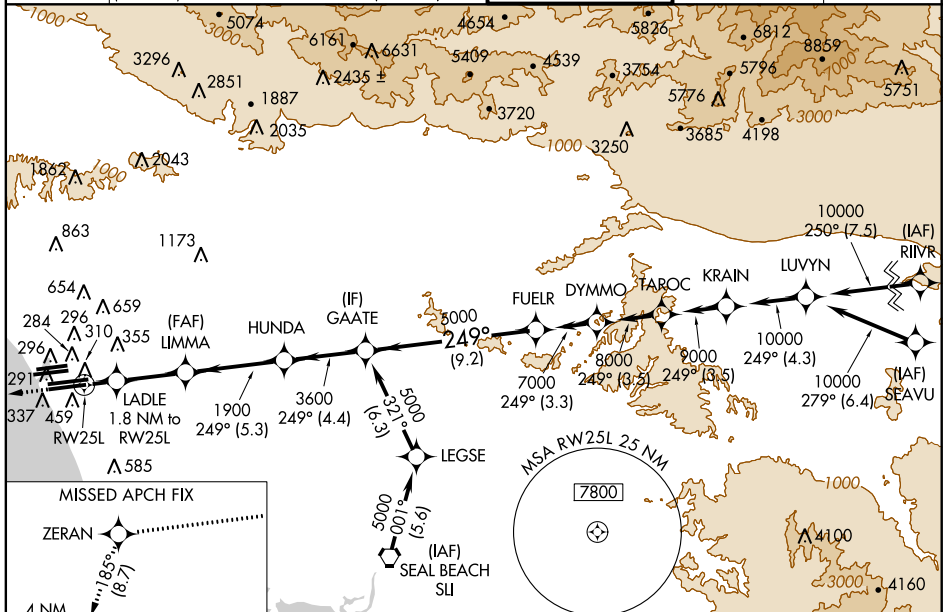 1000
5074
3000
4654
5826
6161
6631
6812
8859
3296
2435 ±
5409
4539
3754
5796
7000
2851
5776
5751
1887
3720
3000
2035
3685
4198
1000
3250
2043
1862
1000
863
1173
10000
250° (7.5)
(IAF)
RIIVR
LUVYN
KRAIN
TAROC
DYMMO
FUELR
654
659
(IF)
GAATE
5000
249°
(9.2)
296
310
284
355
(FAF)
LIMMA
HUNDA
296
291
337
459
RW25L
LADLE
1.8 NM to
RW25L
1900
249° (5.3)
3600
249° (4.4)
7000
249° (3.3)
8000
249° (3.5)
9000
249° (3.5)
10000
249° (4.3)
10000
279° (6.4)
(IAF)
SEAVU
5000
321°
(6.3)
LEGSE
585
MSA RW25L 25 NM
7800
1000
5000
001°
(5.6)
(IAF)
SEAL BEACH
SLI
4100
3000
4160
MISSED APCH FIX
ZERAN
185°
(8.7)
4 NM